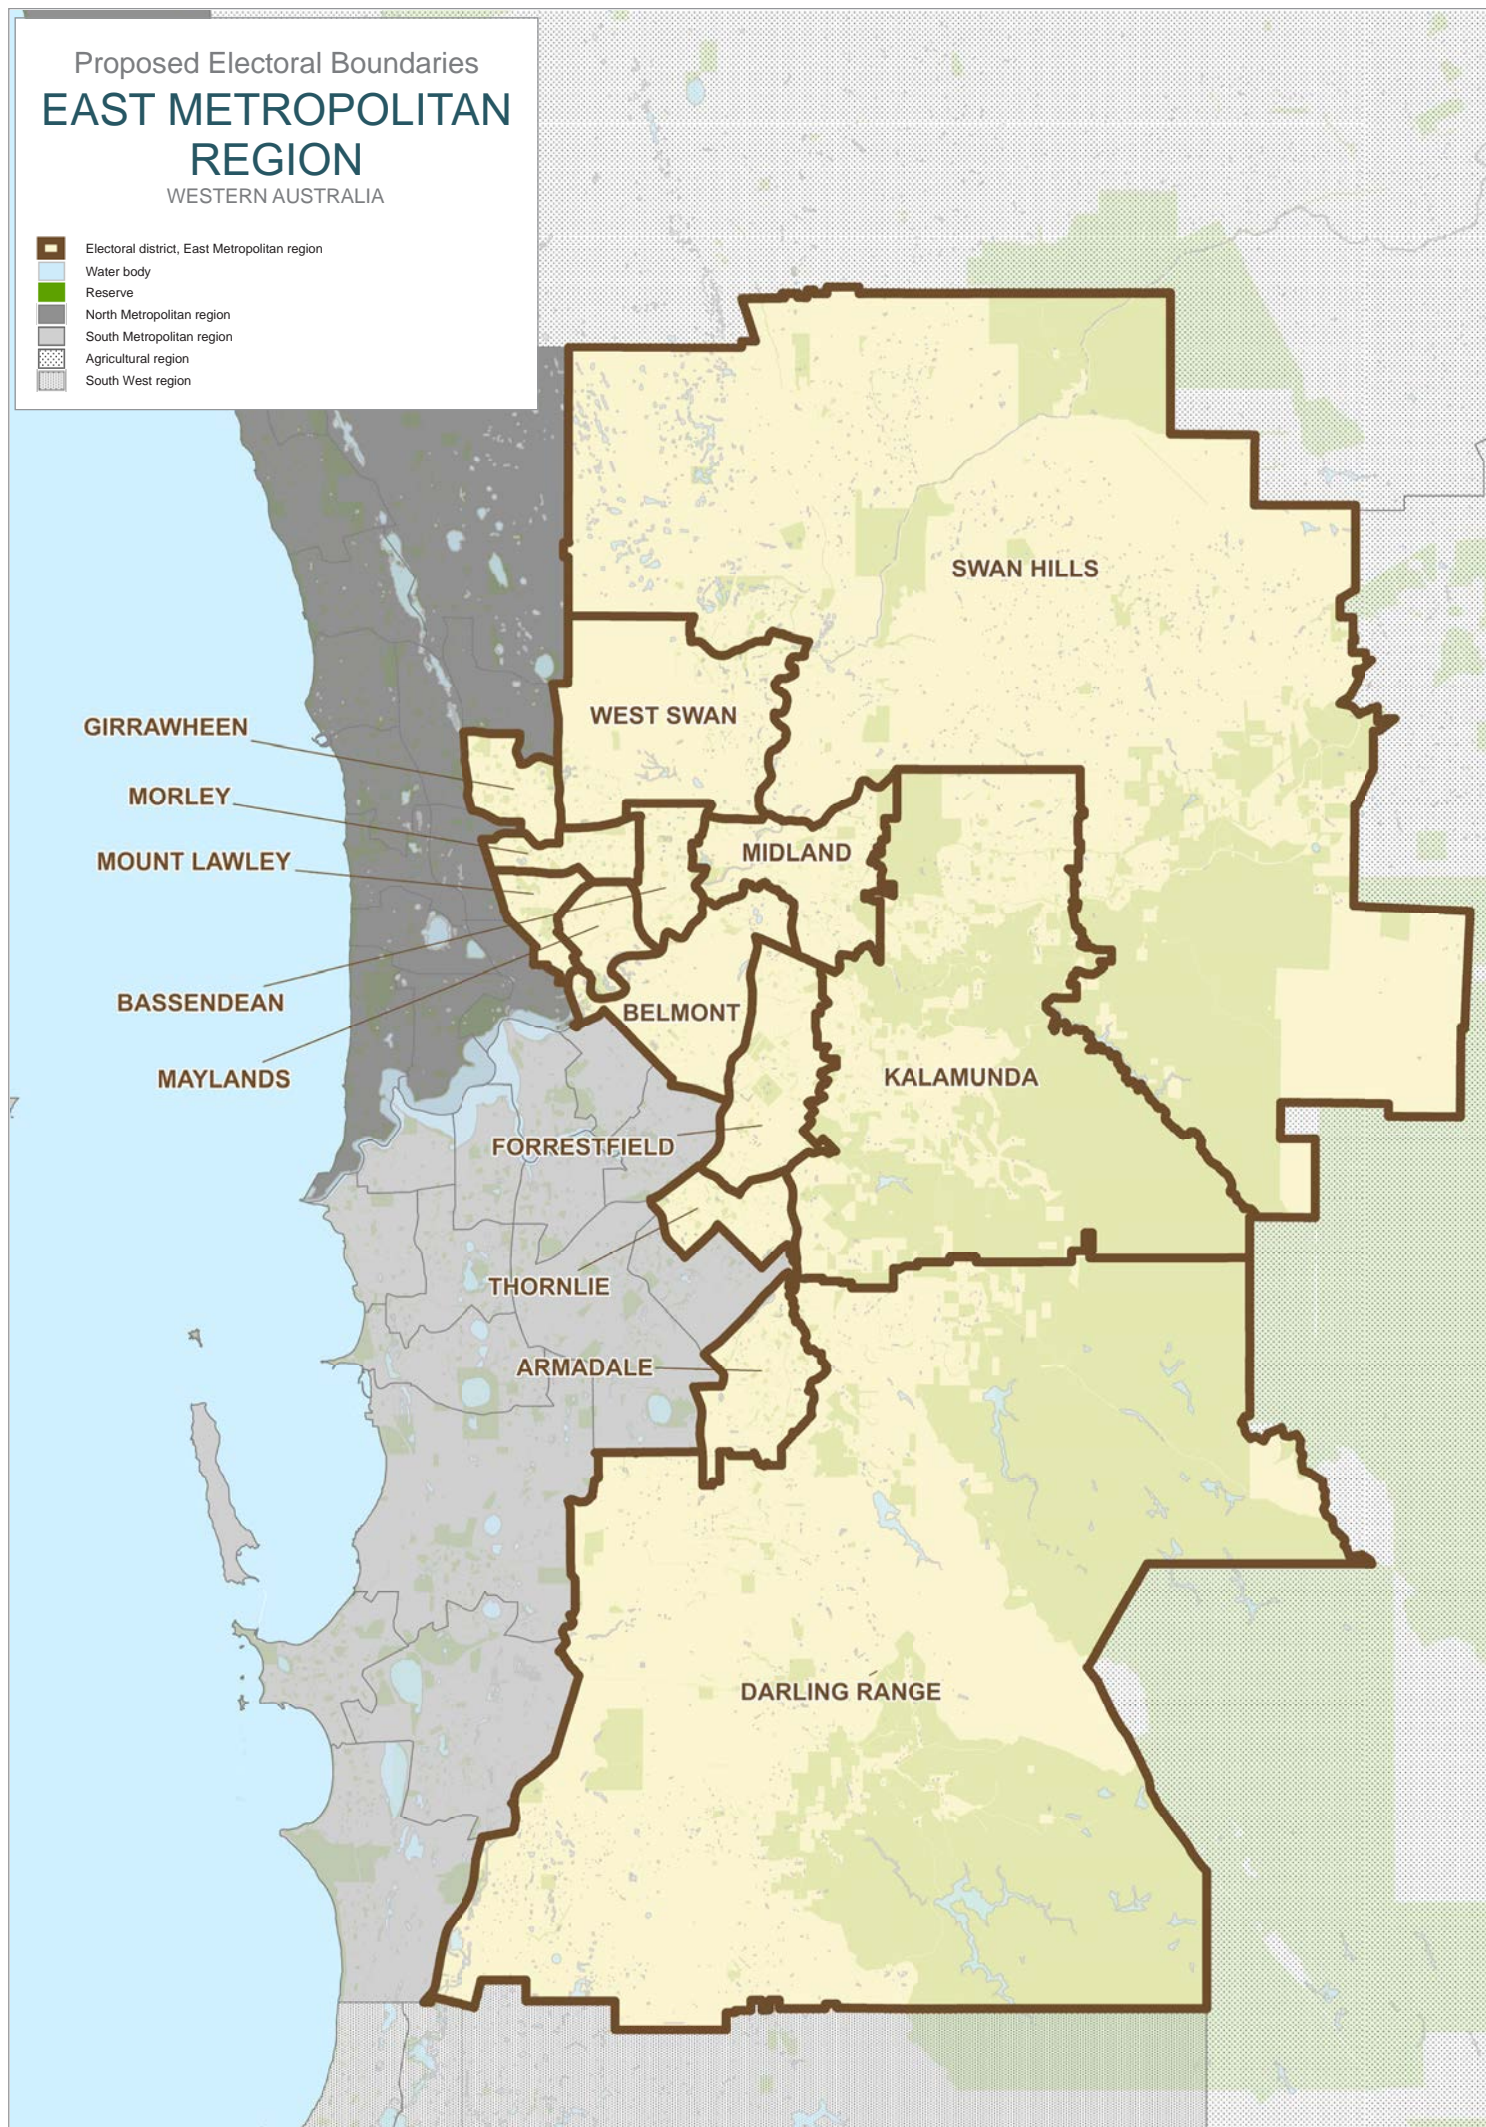 Proposed Electoral Boundaries
EAST METROPOLITAN
REGION
WESTERN AUSTRALIA
Electoral district, East Metropolitan region
Water body
Reserve
North Metropolitan region
South Metropolitan region
Agricultural region
South West region
SWAN HILLS
WEST SWAN
GIRRAWHEEN
MORLEY
MOUNT LAWLEY
MIDLAND
BASSENDEAN
BELMONT
MAYLANDS
KALAMUNDA
FORRESTFIELD
THORNLIE
ARMADALE
DARLING RANGE